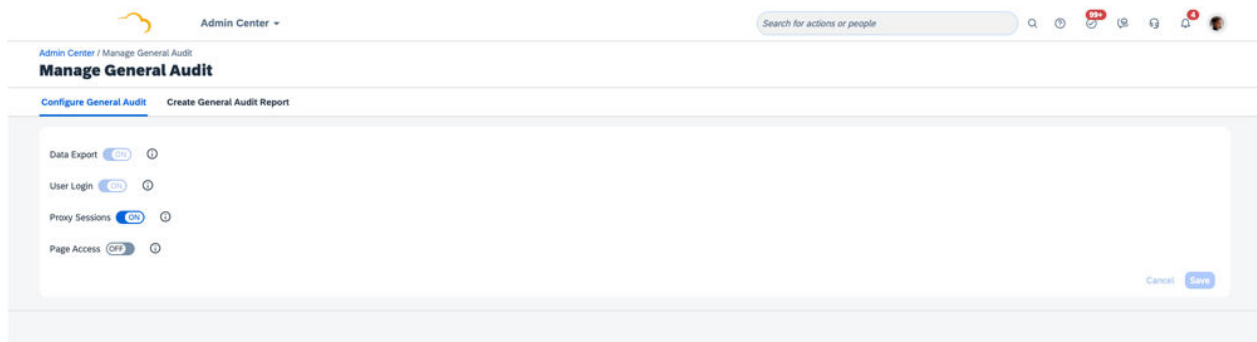 Admin Center
Search for actions or people
99+
4
Admin Center / Manage General Audit
Manage General Audit
Configure General Audit Create General Audit Report
Data Export ON
User Login ON
Proxy Sessions ON
Page Access OFF
Cancel Save